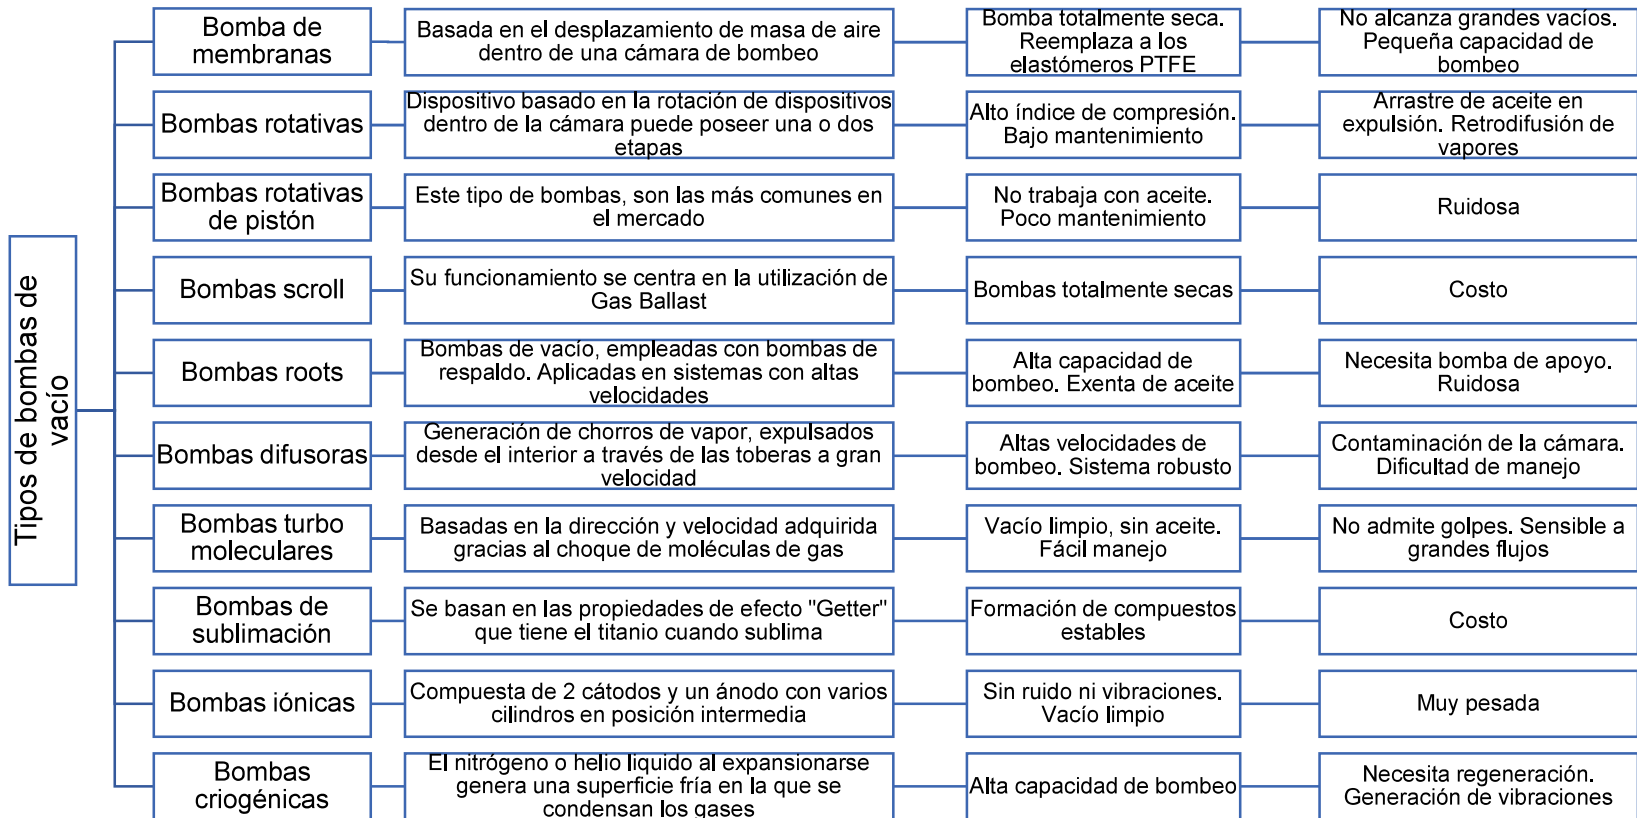 Tipos de bombas de
vacío
Bomba de
membranas
Basada en el desplazamiento de masa de aire
dentro de una cámara de bombeo
Bomba totalmente seca.
Reemplaza a los
elastómeros PTFE
No alcanza grandes vacíos.
Pequeña capacidad de
bombeo
Bombas rotativas
Dispositivo basado en la rotación de dispositivos
dentro de la cámara puede poseer una o dos
etapas
Alto índice de compresión.
Bajo mantenimiento
Arrastre de aceite en
expulsión. Retrodifusión de
vapores
Bombas rotativas
de pistón
Este tipo de bombas, son las más comunes en
el mercado
No trabaja con aceite.
Poco mantenimiento
Ruidosa
Bombas scroll
Su funcionamiento se centra en la utilización de
Gas Ballast
Bombas totalmente secas
Costo
Bombas roots
Bombas de vacío, empleadas con bombas de
respaldo. Aplicadas en sistemas con altas
velocidades
Alta capacidad de
bombeo. Exenta de aceite
Necesita bomba de apoyo.
Ruidosa
Bombas difusoras
Generación de chorros de vapor, expulsados
desde el interior a través de las toberas a gran
velocidad
Altas velocidades de
bombeo. Sistema robusto
Contaminación de la cámara.
Dificultad de manejo
Bombas turbo
moleculares
Basadas en la dirección y velocidad adquirida
gracias al choque de moléculas de gas
Vacío limpio, sin aceite.
Fácil manejo
No admite golpes. Sensible a
grandes flujos
Bombas de
sublimación
Se basan en las propiedades de efecto "Getter"
que tiene el titanio cuando sublima
Formación de compuestos
estables
Costo
Bombas iónicas
Compuesta de 2 cátodos y un ánodo con varios
cilindros en posición intermedia
Sin ruido ni vibraciones.
Vacío limpio
Muy pesada
Bombas
criogénicas
El nitrógeno o helio liquido al expansionarse
genera una superficie fría en la que se
condensan los gases
Alta capacidad de bombeo
Necesita regeneración.
Generación de vibraciones